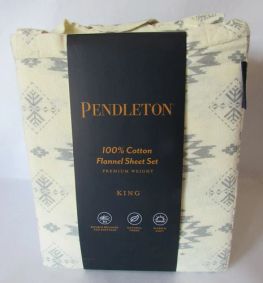 PENDLETON
100% Cotton
Flannel Sheet Set
PREMIUM WEIGHT
KING